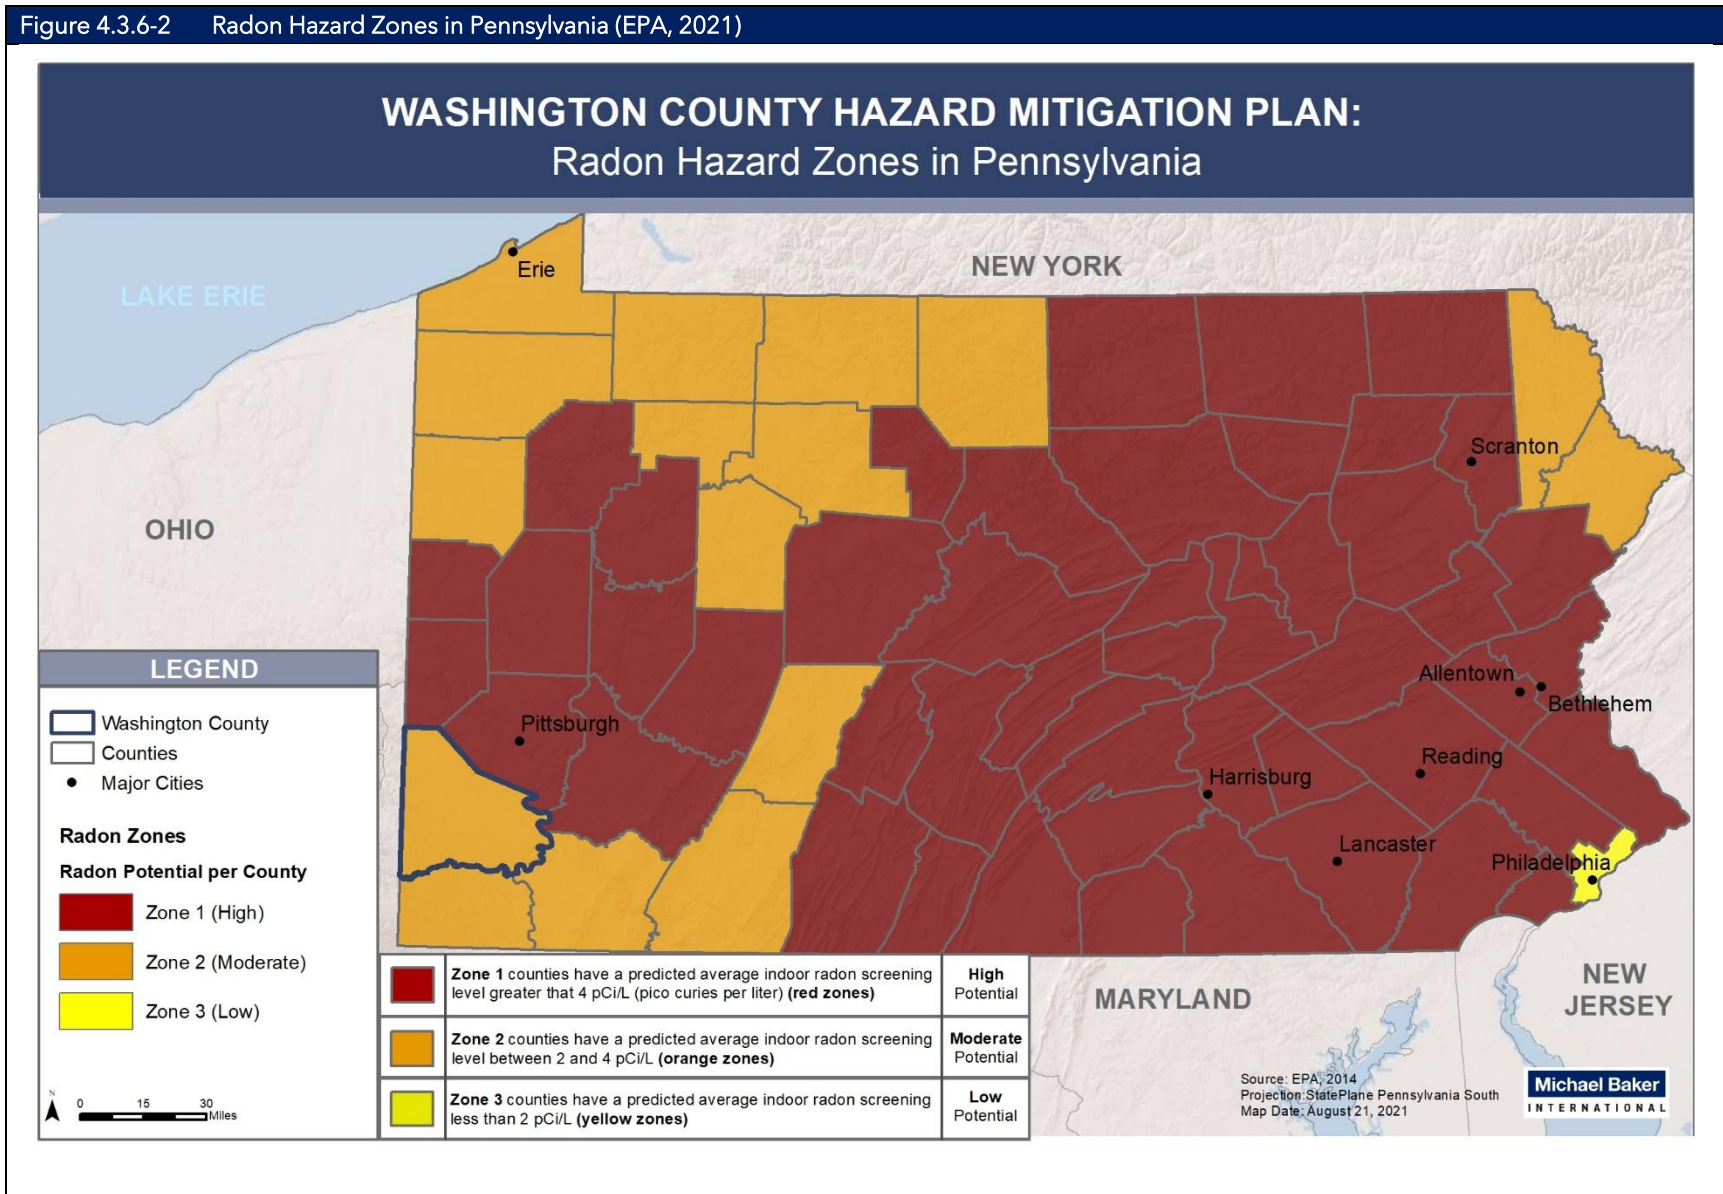 Figure 4.3.6-2 Radon Hazard Zones in Pennsylvania (EPA, 2021)
WASHINGTON COUNTY HAZARD MITIGATION PLAN:
Radon Hazard Zones in Pennsylvania
Erie
NEW YORK
LAKE ERIE
Scranton
OHIO
LEGEND
Washington County
Counties
Major Cities
Radon Zones
Radon Potential per County
Zone 1 (High)
Zone 2 (Moderate)
Zone 3 (Low)
N
0 15 30
Miles
Pittsburgh
Allentown
Bethlehem
Reading
Harrisburg
Lancaster
Philadelphia
Zone 1 counties have a predicted average indoor radon screening
level greater that 4 pCi/L (pico curies per liter) (red zones)
High
Potential
Zone 2 counties have a predicted average indoor radon screening
level between 2 and 4 pCi/L (orange zones)
Moderate
Potential
Zone 3 counties have a predicted average indoor radon screening
less than 2 pCi/L (yellow zones)
Low
Potential
MARYLAND
NEW
JERSEY
Source: EPA, 2014
Projection:StatePlane Pennsylvania South
Map Date: August 21, 2021
Michael Baker
INTERNATIONAL